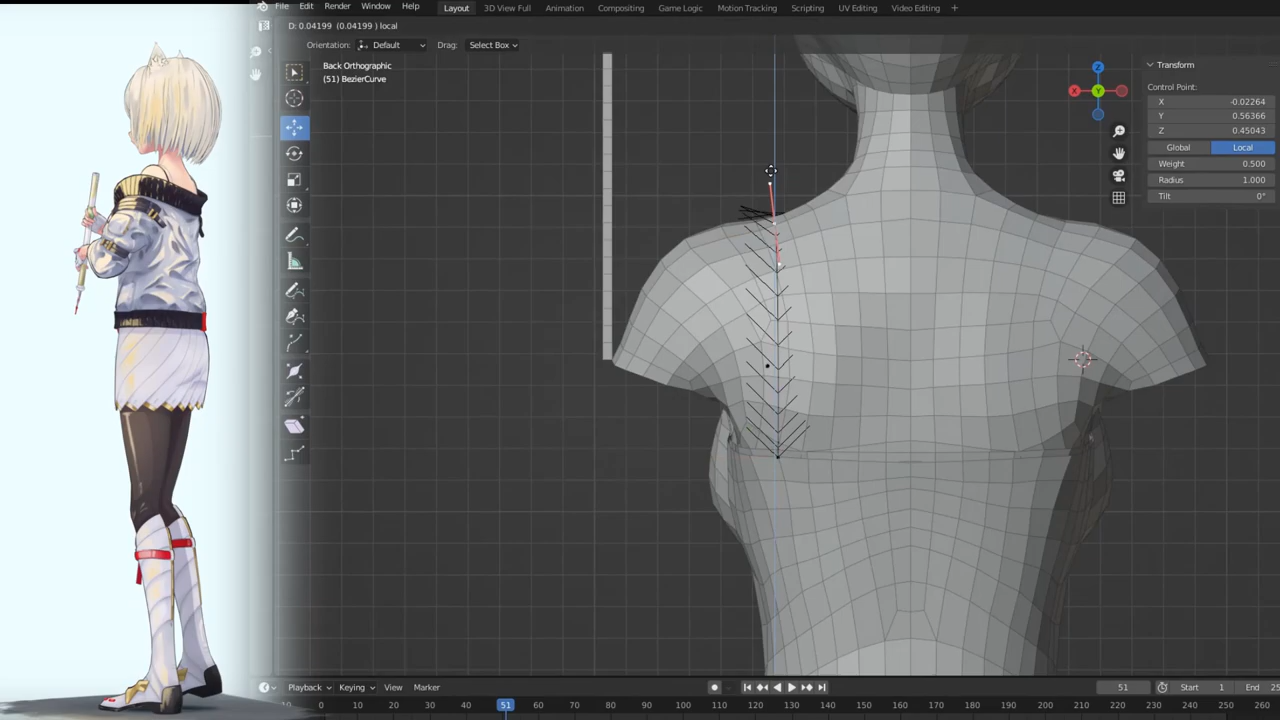 File Edit Render Window Help Layout 3D View Full Animation Compositing Game Logic Motion Tracking Scripting UV Editing Video Editing +
D: 0.04199 (0.04199) local
Orientation: Default Drag: Select Box
Back Orthographic
(51) BezierCurve
Z
X
Y
Transform
Control Point:
X -0.02264
Y 0.56366
Z 0.45043
Global Local
Weight 0.500
Radius 1.000
Tilt 0°
Playback Keying View Marker 51 Start 1 End 25
10 0 10 20 30 40 51 60 70 80 90 100 110 120 130 140 150 160 170 180 190 200 210 220 230 240 250 260